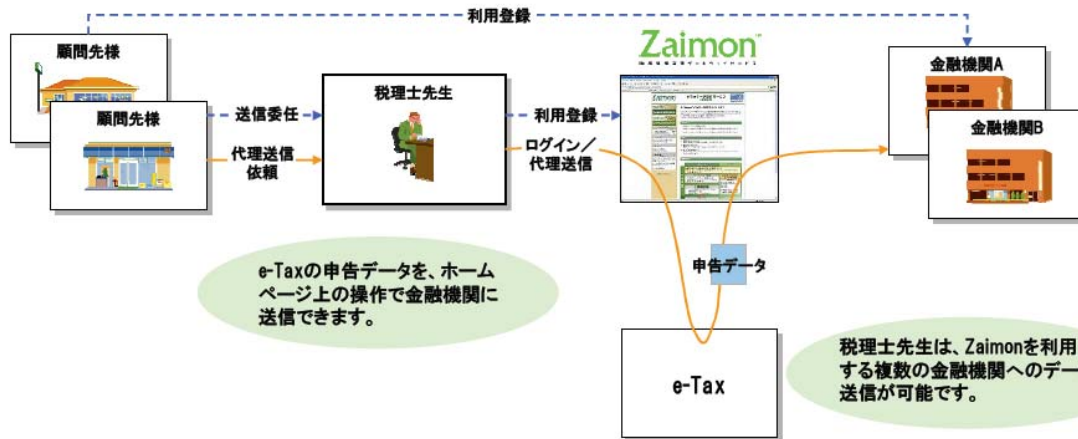 利用登録
Zaimon™
顧問先様
顧問先様
送信委任
代理送信
依頼
税理士先生
利用登録
ログイン／
代理送信
金融機関A
金融機関B
申告データ
e-Taxの申告データを、ホーム
ページ上の操作で金融機関に
送信できます。
e-Tax
税理士先生は、Zaimonを利用
する複数の金融機関へのデー
送信が可能です。